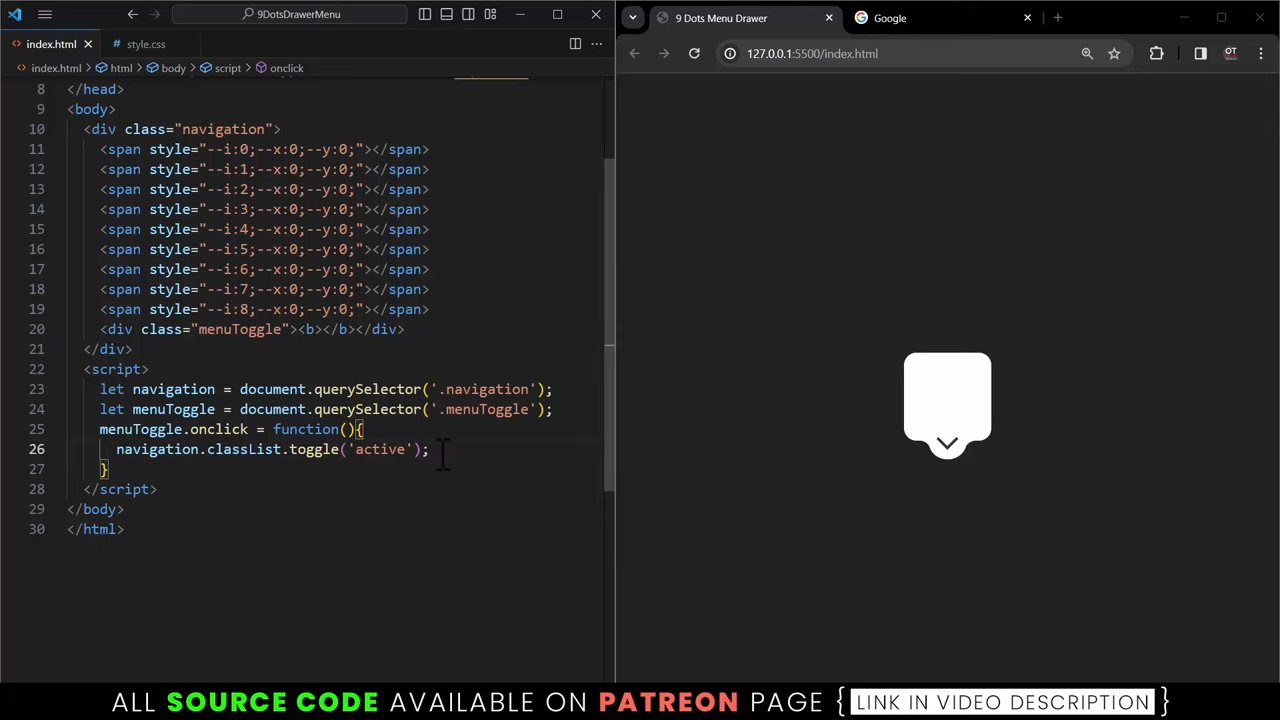 9DotsDrawerMenu
index.html
style.css
index.html > html > body > script > onclick
8 </head>
9 <body>
10 <div class="navigation">
11 <span style="--i:0;--x:0;--y:0;"></span>
12 <span style="--i:1;--x:0;--y:0;"></span>
13 <span style="--i:2;--x:0;--y:0;"></span>
14 <span style="--i:3;--x:0;--y:0;"></span>
15 <span style="--i:4;--x:0;--y:0;"></span>
16 <span style="--i:5;--x:0;--y:0;"></span>
17 <span style="--i:6;--x:0;--y:0;"></span>
18 <span style="--i:7;--x:0;--y:0;"></span>
19 <span style="--i:8;--x:0;--y:0;"></span>
20 <div class="menuToggle"><b></b></div>
21 </div>
22 <script>
23 let navigation = document.querySelector('.navigation');
24 let menuToggle = document.querySelector('.menuToggle');
25 menuToggle.onclick = function(){
26 navigation.classList.toggle('active');
27 }
28 </script>
29 </body>
30 </html>
9 Dots Menu Drawer
Google
127.0.0.1:5500/index.html
OT
ALL SOURCE CODE AVAILABLE ON PATREON PAGE { LINK IN VIDEO DESCRIPTION }